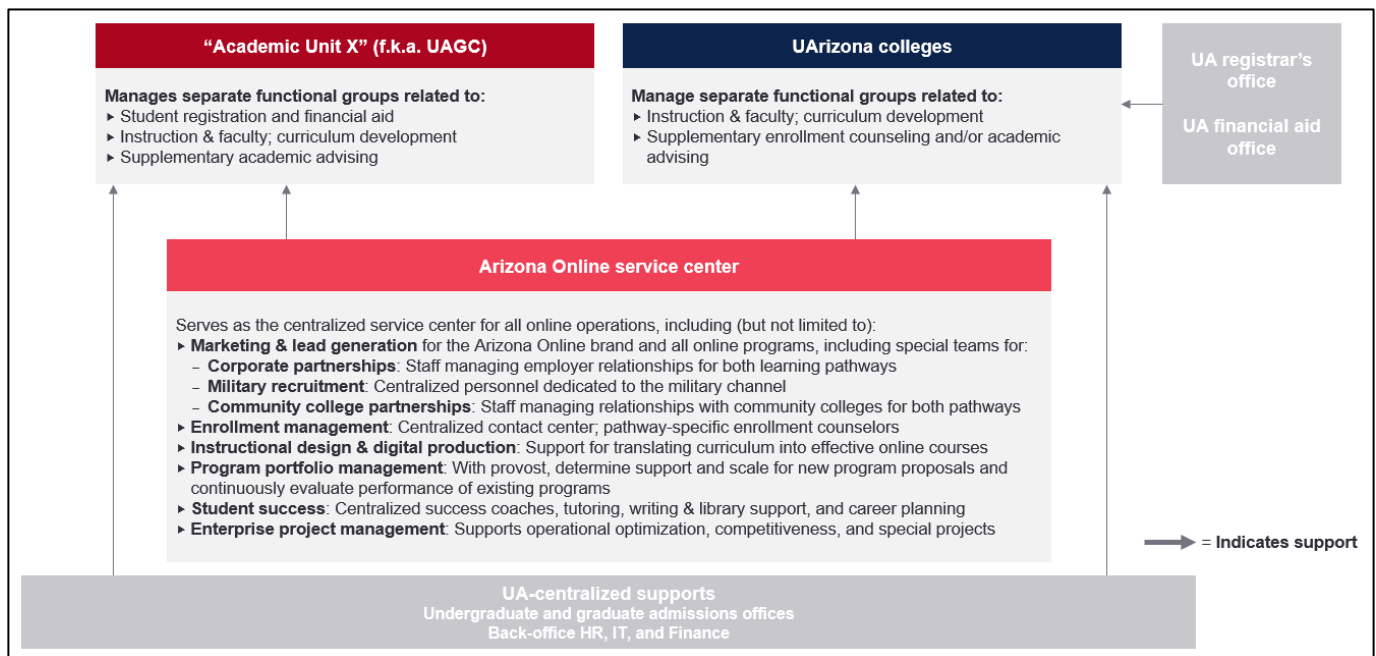 “Academic Unit X” (f.k.a. UAGC)
Manages separate functional groups related to:
▸ Student registration and financial aid
▸ Instruction & faculty; curriculum development
▸ Supplementary academic advising
UArizona colleges
Manage separate functional groups related to:
▸ Instruction & faculty; curriculum development
▸ Supplementary enrollment counseling and/or academic
advising
UA registrar’s
office
UA financial aid
office
Arizona Online service center
Serves as the centralized service center for all online operations, including (but not limited to):
▸ Marketing & lead generation for the Arizona Online brand and all online programs, including special teams for:
– Corporate partnerships: Staff managing employer relationships for both learning pathways
– Military recruitment: Centralized personnel dedicated to the military channel
– Community college partnerships: Staff managing relationships with community colleges for both pathways
▸ Enrollment management: Centralized contact center; pathway-specific enrollment counselors
▸ Instructional design & digital production: Support for translating curriculum into effective online courses
▸ Program portfolio management: With provost, determine support and scale for new program proposals and
continuously evaluate performance of existing programs
▸ Student success: Centralized success coaches, tutoring, writing & library support, and career planning
▸ Enterprise project management: Supports operational optimization, competitiveness, and special projects
= Indicates support
UA-centralized supports
Undergraduate and graduate admissions offices
Back-office HR, IT, and Finance